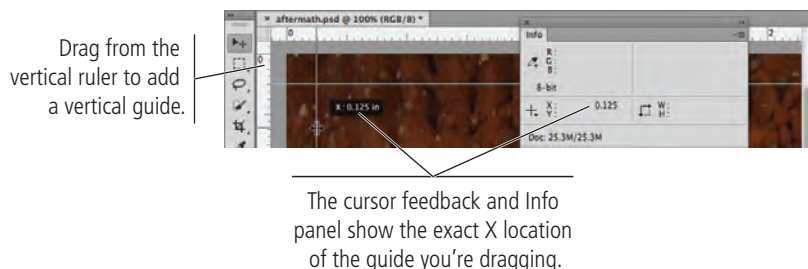 aftermath.psd @ 100% (RGB/8) *
0
2
0
Info
R:
G:
B:
8-bit
X: 0.125
Y:
W:
H:
Doc: 25.3M/25.3M
X: 0.125 in
Drag from the
vertical ruler to add
a vertical guide.
The cursor feedback and Info
panel show the exact X location
of the guide you’re dragging.